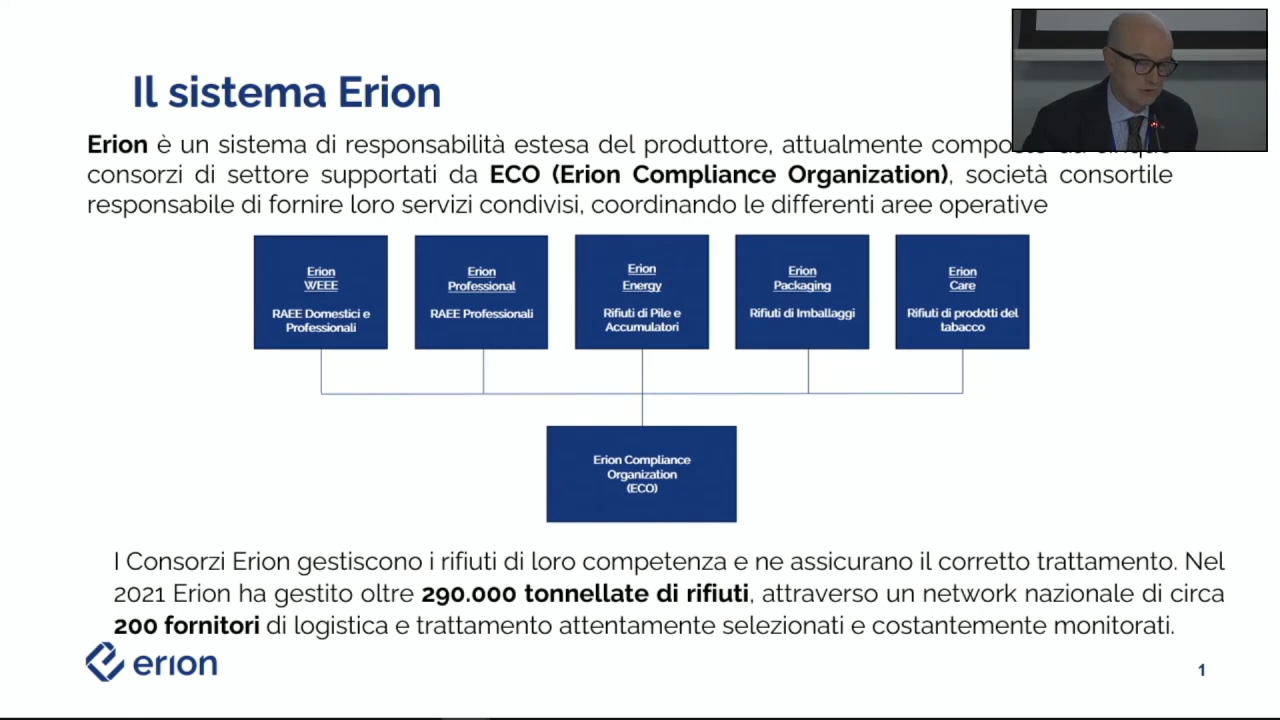 Il sistema Erion
Erion è un sistema di responsabilità estesa del produttore, attualmente
consorzi di settore supportati da ECO (Erion Compliance Organization), società consortile
responsabile di fornire loro servizi condivisi, coordinando le differenti aree operative
Erion
WEEE
RAEE Domestici e
Professionali
Erion
Professional
RAEE Professionali
Erion
Energy
Rifiuti di Pile e
Accumulatori
Erion
Packaging
Rifiuti di Imballaggi
Erion
Care
Rifiuti di prodotti del
tabacco
Erion Compliance
Organization
(ECO)
I Consorzi Erion gestiscono i rifiuti di loro competenza e ne assicurano il corretto trattamento. Nel
2021 Erion ha gestito oltre 290.000 tonnellate di rifiuti, attraverso un network nazionale di circa
200 fornitori di logistica e trattamento attentamente selezionati e costantemente monitorati.
erion
1